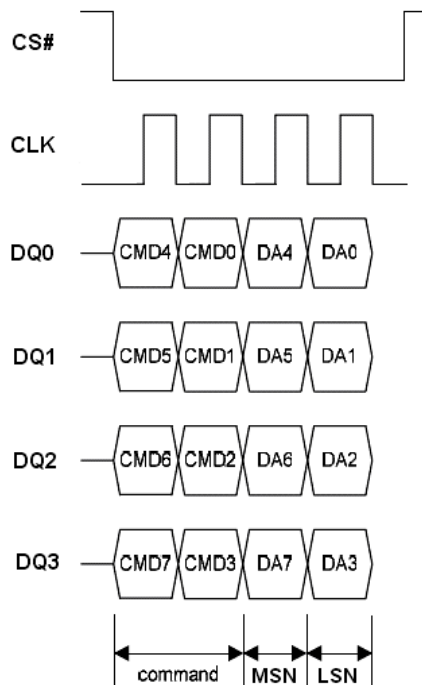 CS#
CLK
DQ0 CMD4 CMD0 DA4 DA0
DQ1 CMD5 CMD1 DA5 DA1
DQ2 CMD6 CMD2 DA6 DA2
DQ3 CMD7 CMD3 DA7 DA3
command MSN LSN